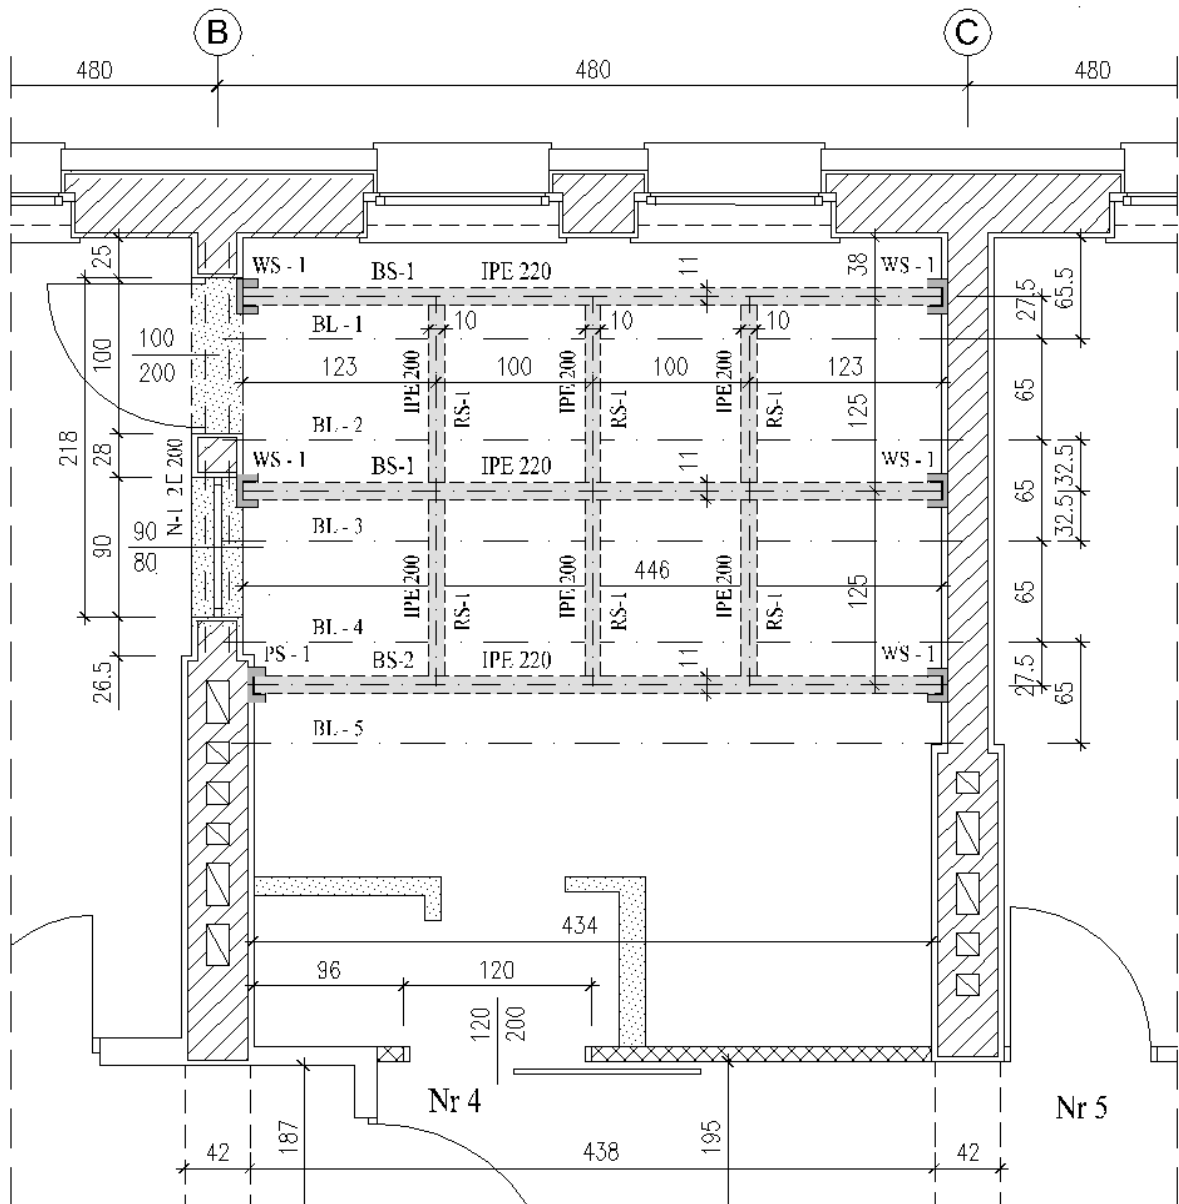 B C
480 480 480
25 WS - 1 BS-1 IPE 220 11 38 WS - 1 27.5 65.5
BL - 1 10 10 10
100 100
200 123 100 100 123 65
IPE 200 RS-1 IPE 200 RS-1 IPE 200 RS-1
218 BL - 2 125
28 N-1 2[ 200 WS - 1 BS-1 IPE 220 11 WS - 1 65 32.5
32.5
90 90
80 BL - 3
446
IPE 200 RS-1 IPE 200 RS-1 IPE 200 RS-1 125 65
BL - 4
26.5 PS - 1 BS-2 IPE 220 11 WS - 1 27.5 65
BL - 5
434
96 120
120
200
Nr 4 Nr 5
187 195
42 438 42